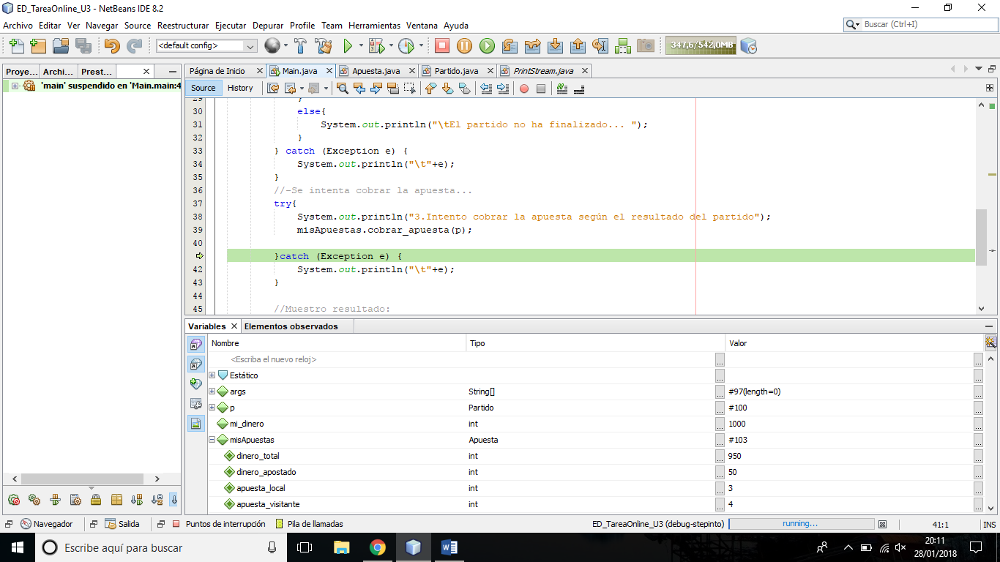 ED_TareaOnline_U3 - NetBeans IDE 8.2
Archivo Editar Ver Navegar Source Reestructurar Ejecutar Depurar Profile Team Herramientas Ventana Ayuda
Buscar (Ctrl+I)
<default config>
347,6/542,0MB
Proye... Archi... Prest...
Página de Inicio Main.java Apuesta.java Partido.java PrintStream.java
'main' suspendido en 'Main.main:4
Source History
29 }
30 else{
31 System.out.println("\tEl partido no ha finalizado... ");
32 }
33 } catch (Exception e) {
34 System.out.println("\t"+e);
35 }
36 //-Se intenta cobrar la apuesta...
37 try{
38 System.out.println("3.Intento cobrar la apuesta según el resultado del partido");
39 misApuestas.cobrar_apuesta(p);
40
}catch (Exception e) {
42 System.out.println("\t"+e);
43 }
44
45 //Muestro resultado:
Variables Elementos observados
Nombre Tipo Valor
<Escriba el nuevo reloj> ... ...
Estático ... ...
args String[] ... #97(length=0) ...
p Partido ... #100 ...
mi_dinero int ... 1000 ...
misApuestas Apuesta ... #103 ...
dinero_total int ... 950 ...
dinero_apostado int ... 50 ...
apuesta_local int ... 3 ...
apuesta_visitante int ... 4 ...
Navegador Salida Puntos de interrupción Pila de llamadas ED_TareaOnline_U3 (debug-stepinto) running... 41:1 INS
Escribe aquí para buscar
20:11
28/01/2018